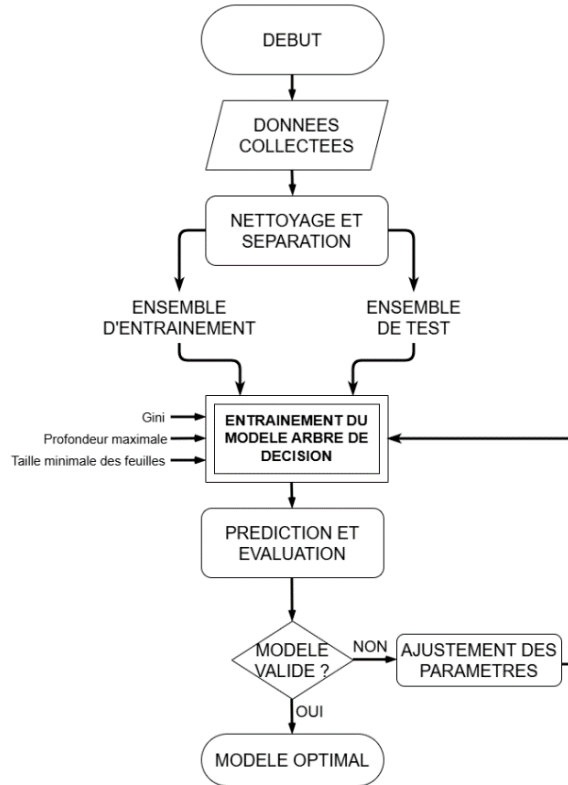 DÉBUT
DONNEES
COLLECTEES
NETTOYAGE ET
SEPARATION
ENSEMBLE
D'ENTRAINEMENT
ENSEMBLE
DE TEST
Gini
Profondeur maximale
Taille minimale des feuilles
ENTRAINEMENT DU
MODELE ARBRE DE
DECISION
PREDICTION ET
EVALUATION
MODELE
VALIDE ?
NON
AJUSTEMENT DES
PARAMETRES
OUI
MODELE OPTIMAL